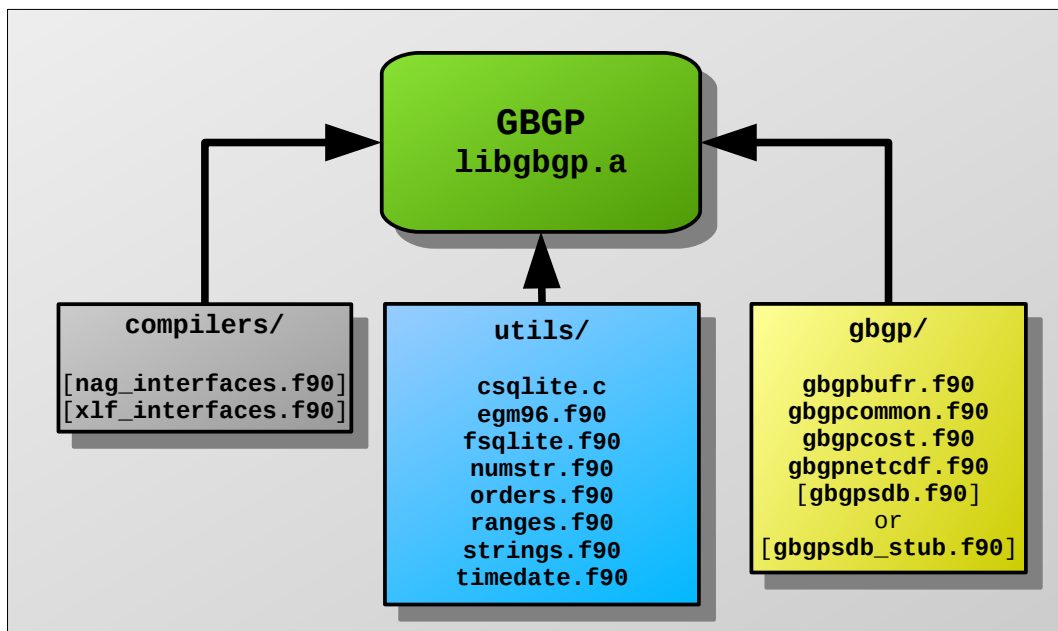 GBGP
libgbgp.a
compilers/
[nag_interfaces.f90]
[xlf_interfaces.f90]
utils/
csqlite.c
egm96.f90
fsqlite.f90
numstr.f90
orders.f90
ranges.f90
strings.f90
timedate.f90
gbgp/
gbgpbufr.f90
gbgpcommon.f90
gbgpcost.f90
gbgpnetcdf.f90
[gbgpsdb.f90]
or
[gbgpsdb_stub.f90]